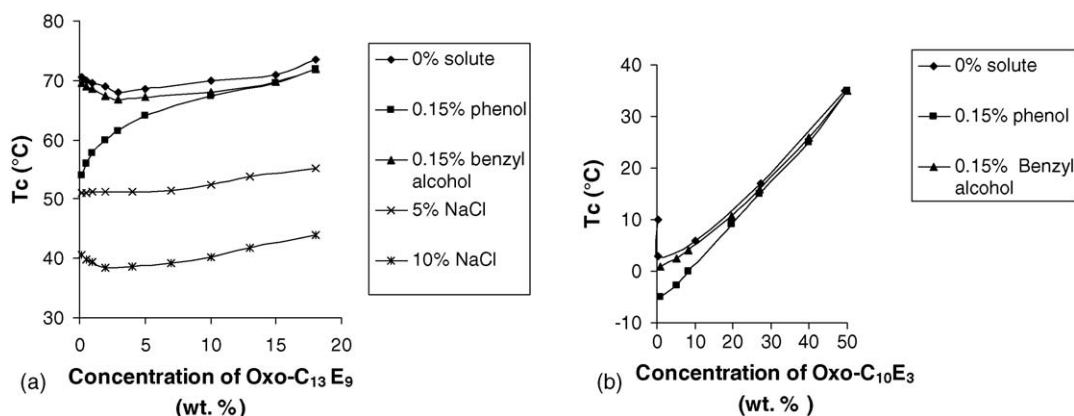 80
70
60
50
40
30
Tc (°C)
0 5 10 15 20
(a) Concentration of Oxo-C₁₃ E₉
(wt. %)
0% solute
0.15% phenol
0.15% benzyl
alcohol
5% NaCl
10% NaCl
40
30
20
10
0
-10
Tc (°C)
0 10 20 30 40 50
(b) Concentration of Oxo-C₁₀E₃
(wt. %)
0% solute
0.15% phenol
0.15% Benzyl
alcohol